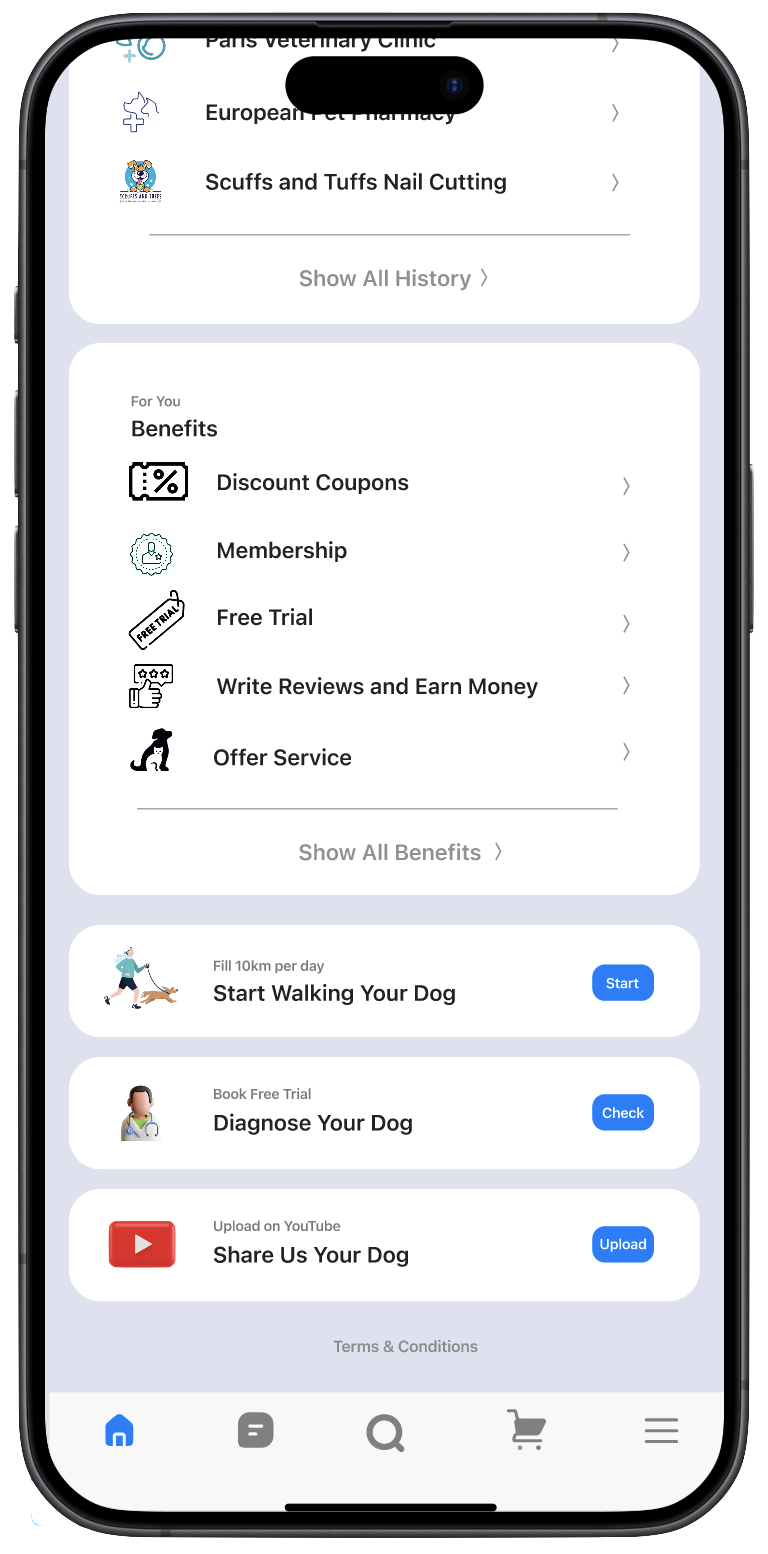 Paris Veterinary Clinic
European Pet Pharmacy
SCUFFS AND TUFFS
Scuffs and Tuffs Nail Cutting
Show All History
For You
Benefits
Discount Coupons
Membership
FREE TRIAL
Free Trial
Write Reviews and Earn Money
Offer Service
Show All Benefits
Fill 10km per day
Start Walking Your Dog
Start
Book Free Trial
Diagnose Your Dog
Check
Upload on YouTube
Share Us Your Dog
Upload
Terms & Conditions